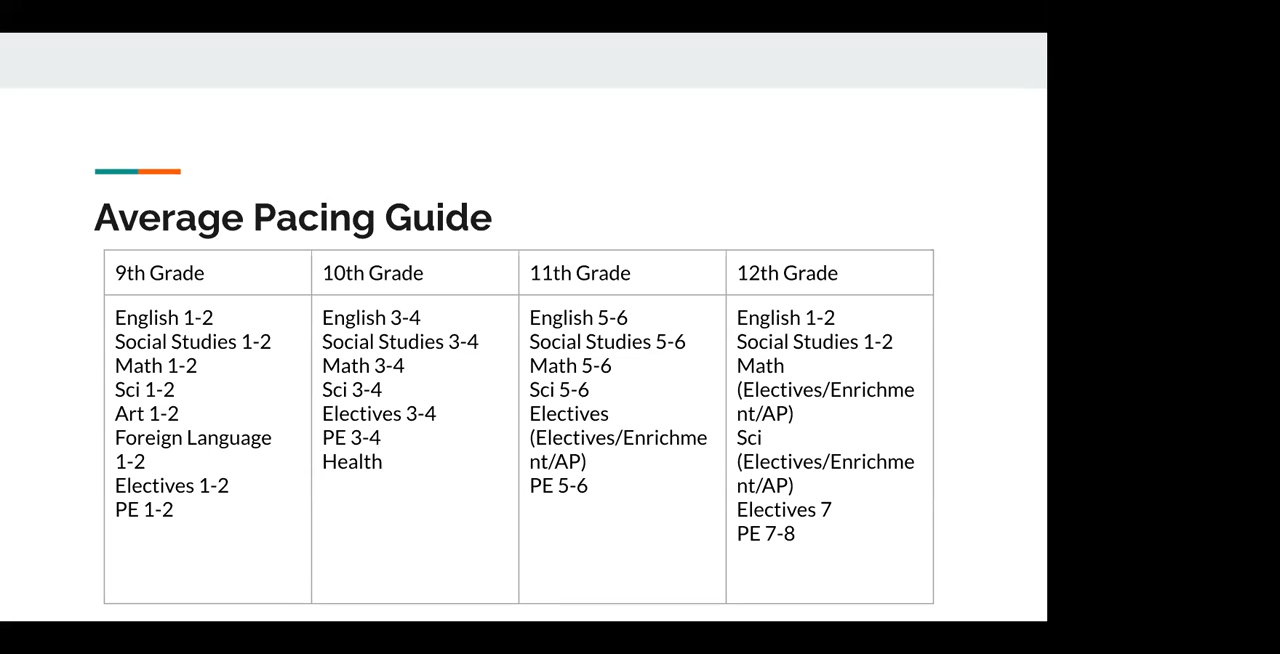 Average Pacing Guide
9th Grade
10th Grade
11th Grade
12th Grade
English 1-2
Social Studies 1-2
Math 1-2
Sci 1-2
Art 1-2
Foreign Language
1-2
Electives 1-2
PE 1-2
English 3-4
Social Studies 3-4
Math 3-4
Sci 3-4
Electives 3-4
PE 3-4
Health
English 5-6
Social Studies 5-6
Math 5-6
Sci 5-6
Electives
(Electives/Enrichme
nt/AP)
PE 5-6
English 1-2
Social Studies 1-2
Math
(Electives/Enrichme
nt/AP)
Sci
(Electives/Enrichme
nt/AP)
Electives 7
PE 7-8